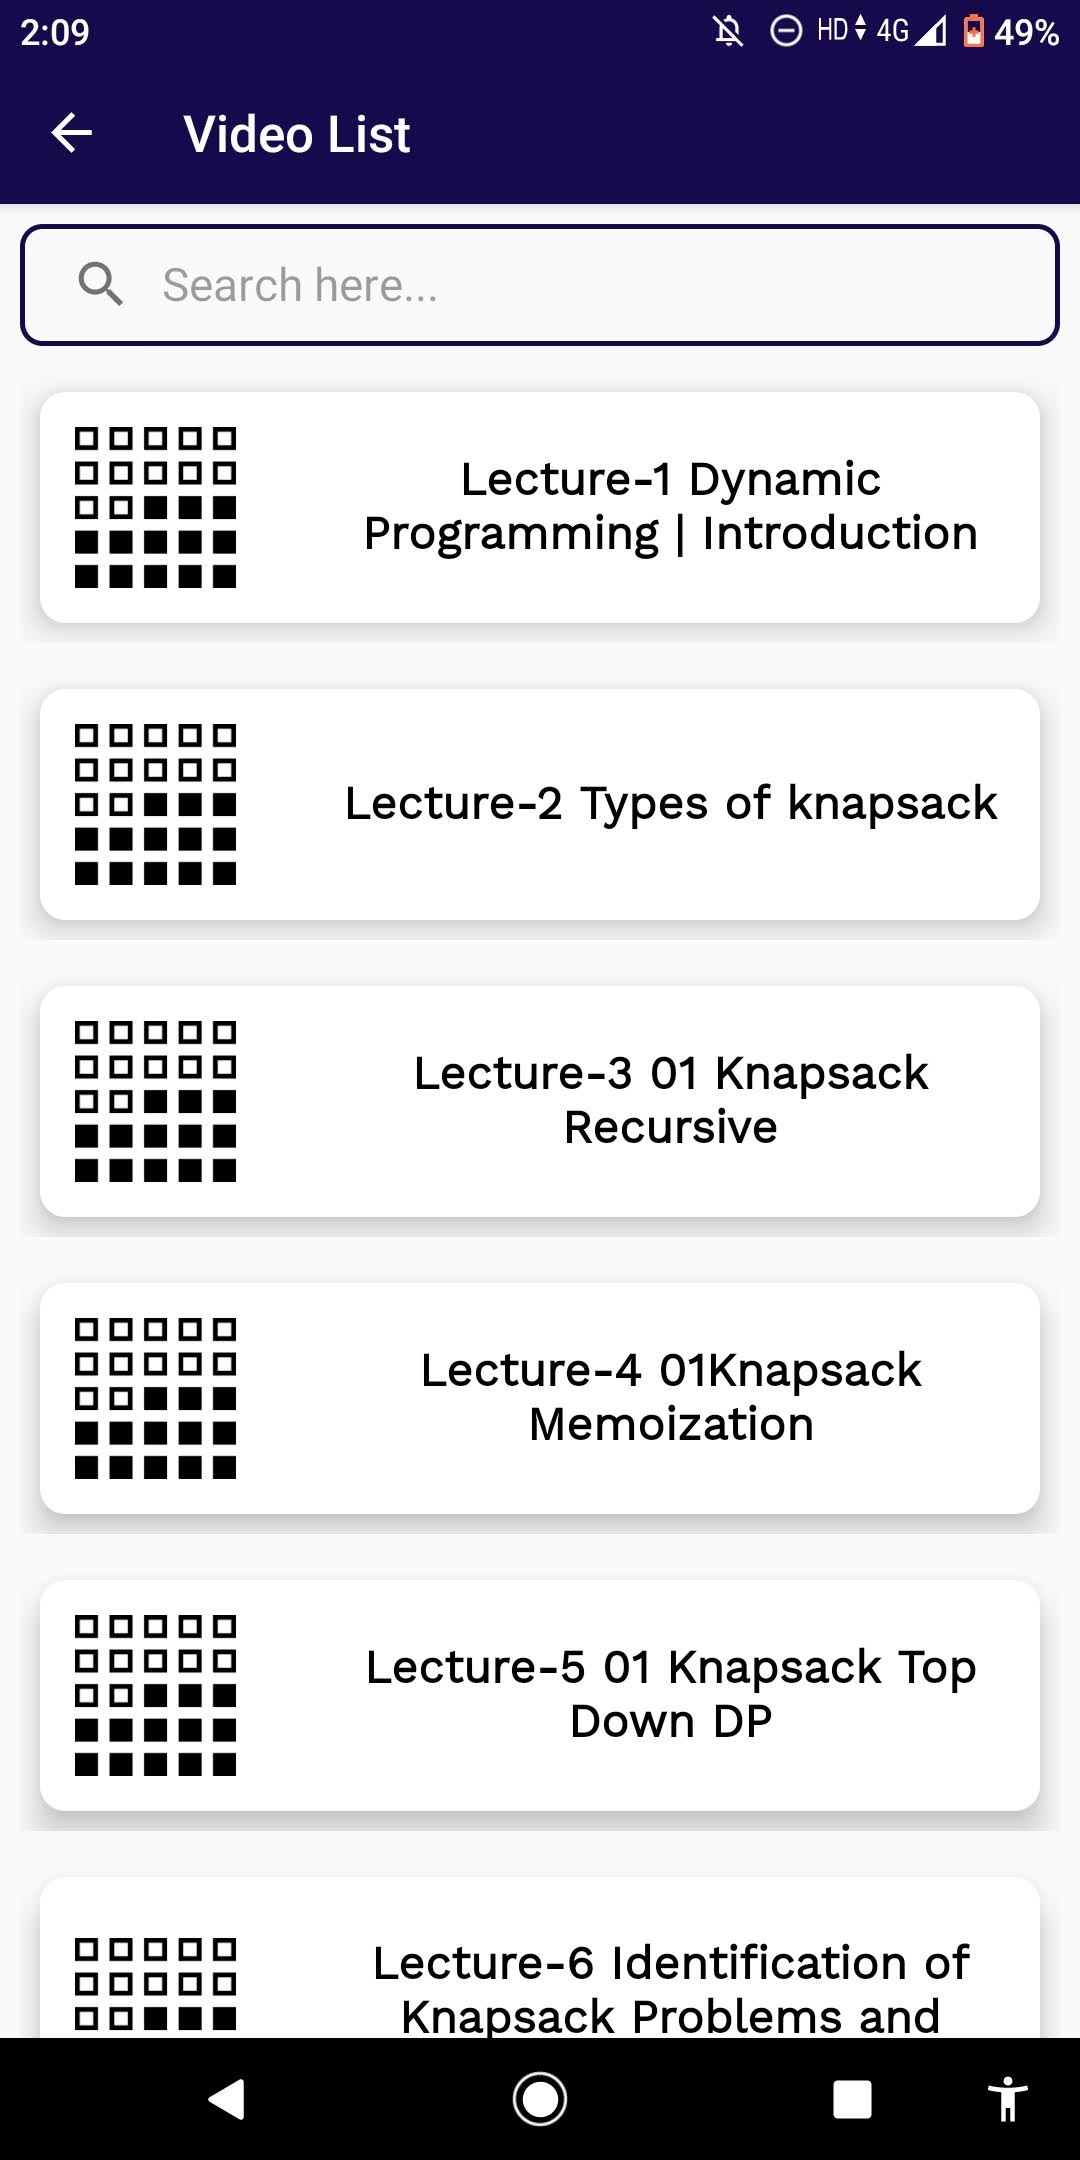 2:09
HD 4G 49%
Video List
Search here...
Lecture-1 Dynamic
Programming | Introduction
Lecture-2 Types of knapsack
Lecture-3 01 Knapsack
Recursive
Lecture-4 01Knapsack
Memoization
Lecture-5 01 Knapsack Top
Down DP
Lecture-6 Identification of
Knapsack Problems and